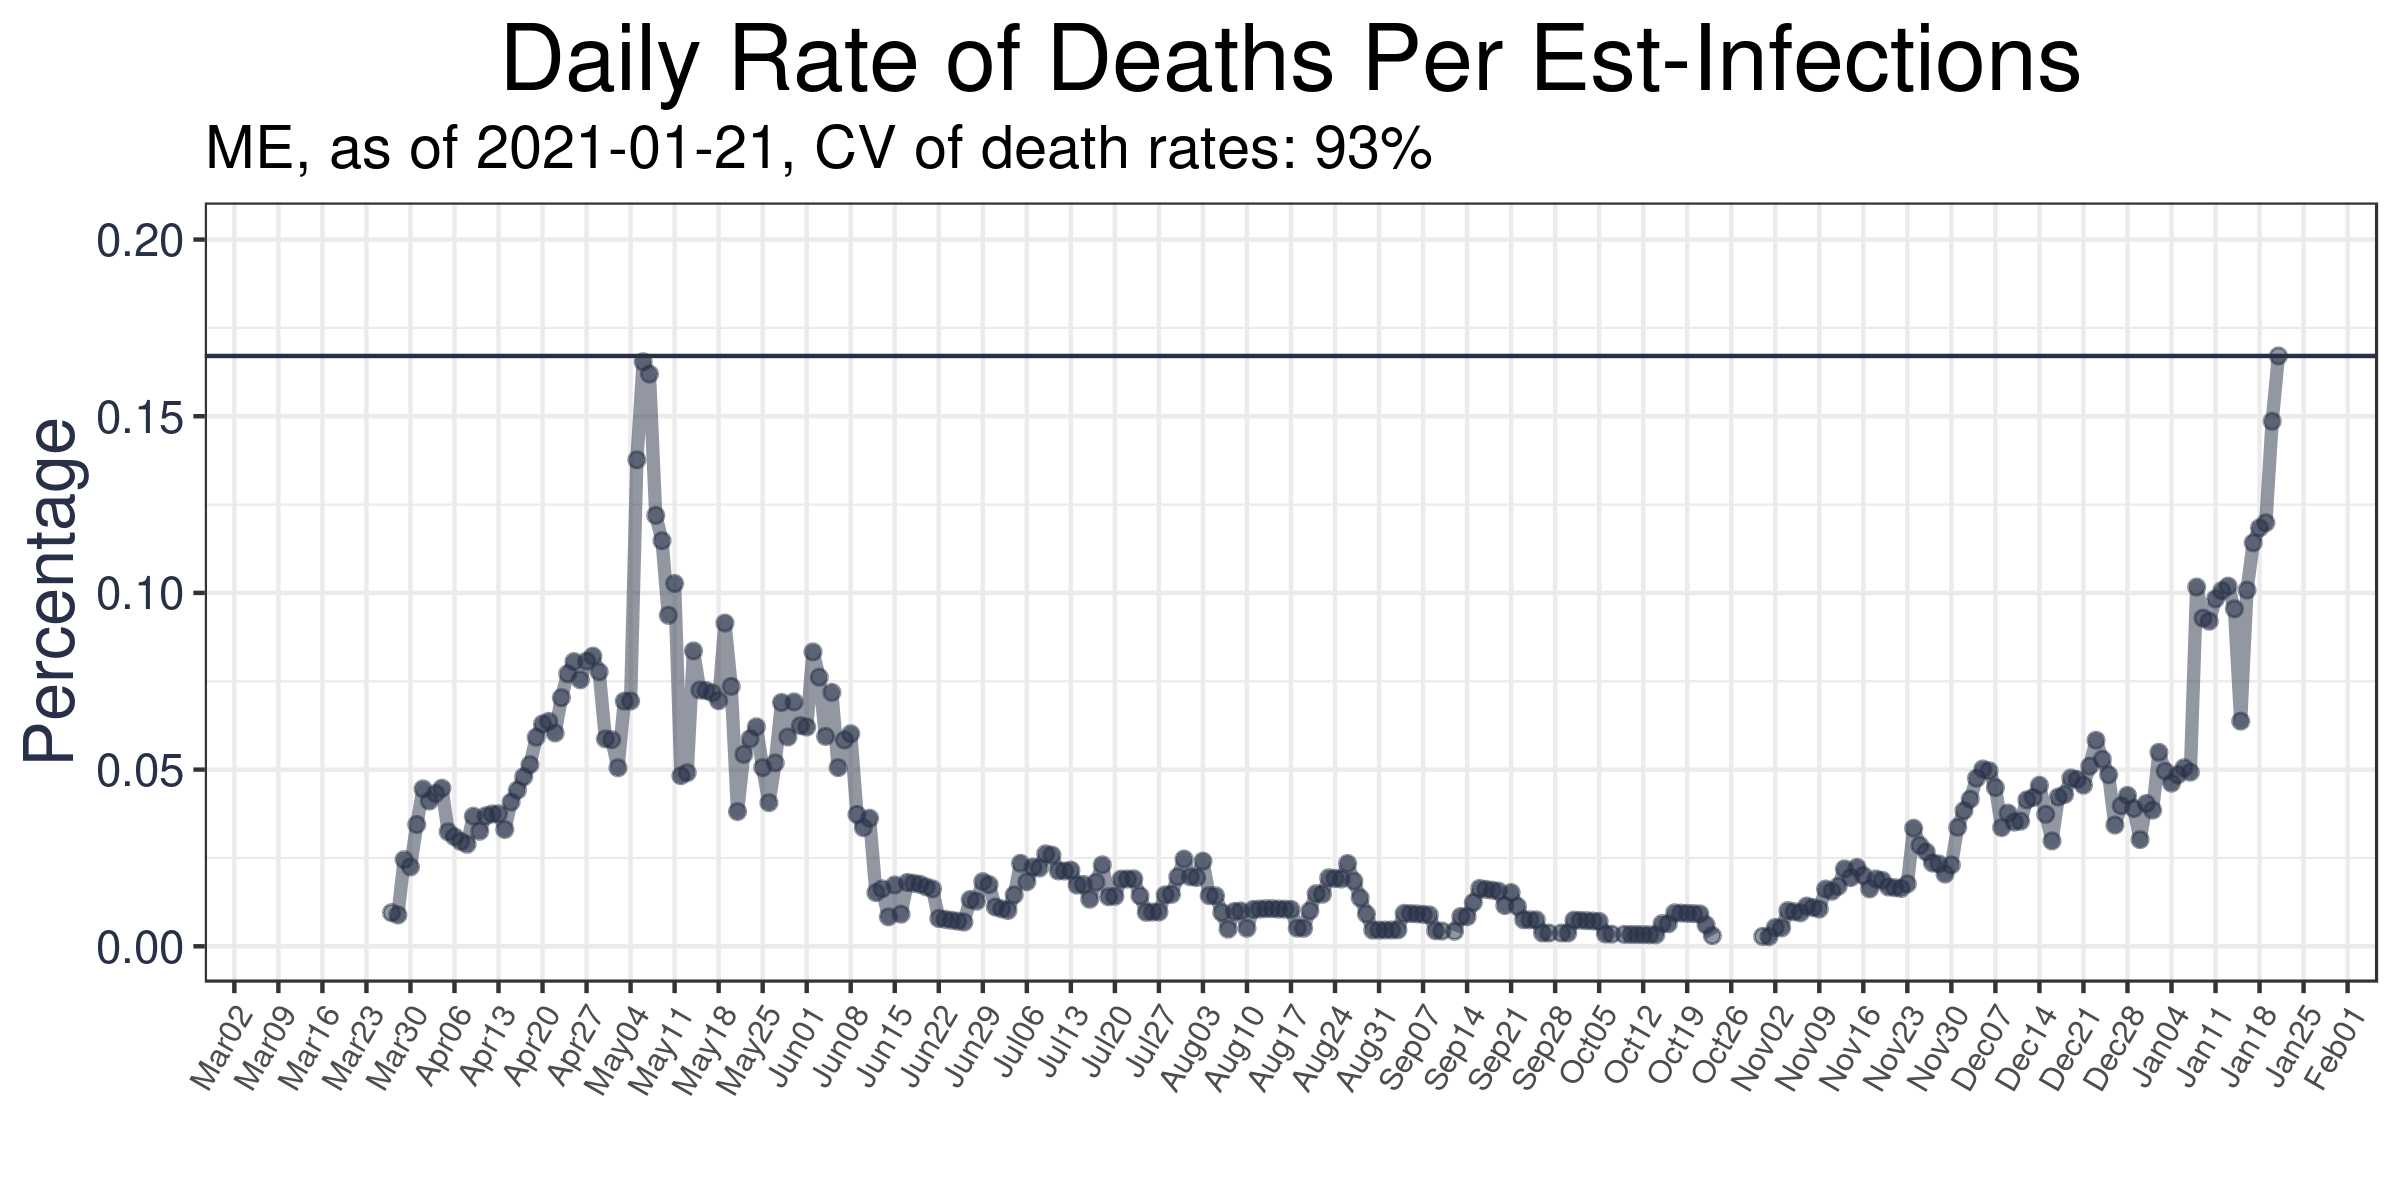 Daily Rate of Deaths Per Est-Infections
ME, as of 2021-01-21, CV of death rates: 93%
Percentage
0.20
0.15
0.10
0.05
0.00
Mar02
Mar09
Mar16
Mar23
Mar30
Apr06
Apr13
Apr20
Apr27
May04
May11
May18
May25
Jun01
Jun08
Jun15
Jun22
Jun29
Jul06
Jul13
Jul20
Jul27
Aug03
Aug10
Aug17
Aug24
Aug31
Sep07
Sep14
Sep21
Sep28
Oct05
Oct12
Oct19
Oct26
Nov02
Nov09
Nov16
Nov23
Nov30
Dec07
Dec14
Dec21
Dec28
Jan04
Jan11
Jan18
Jan25
Feb01